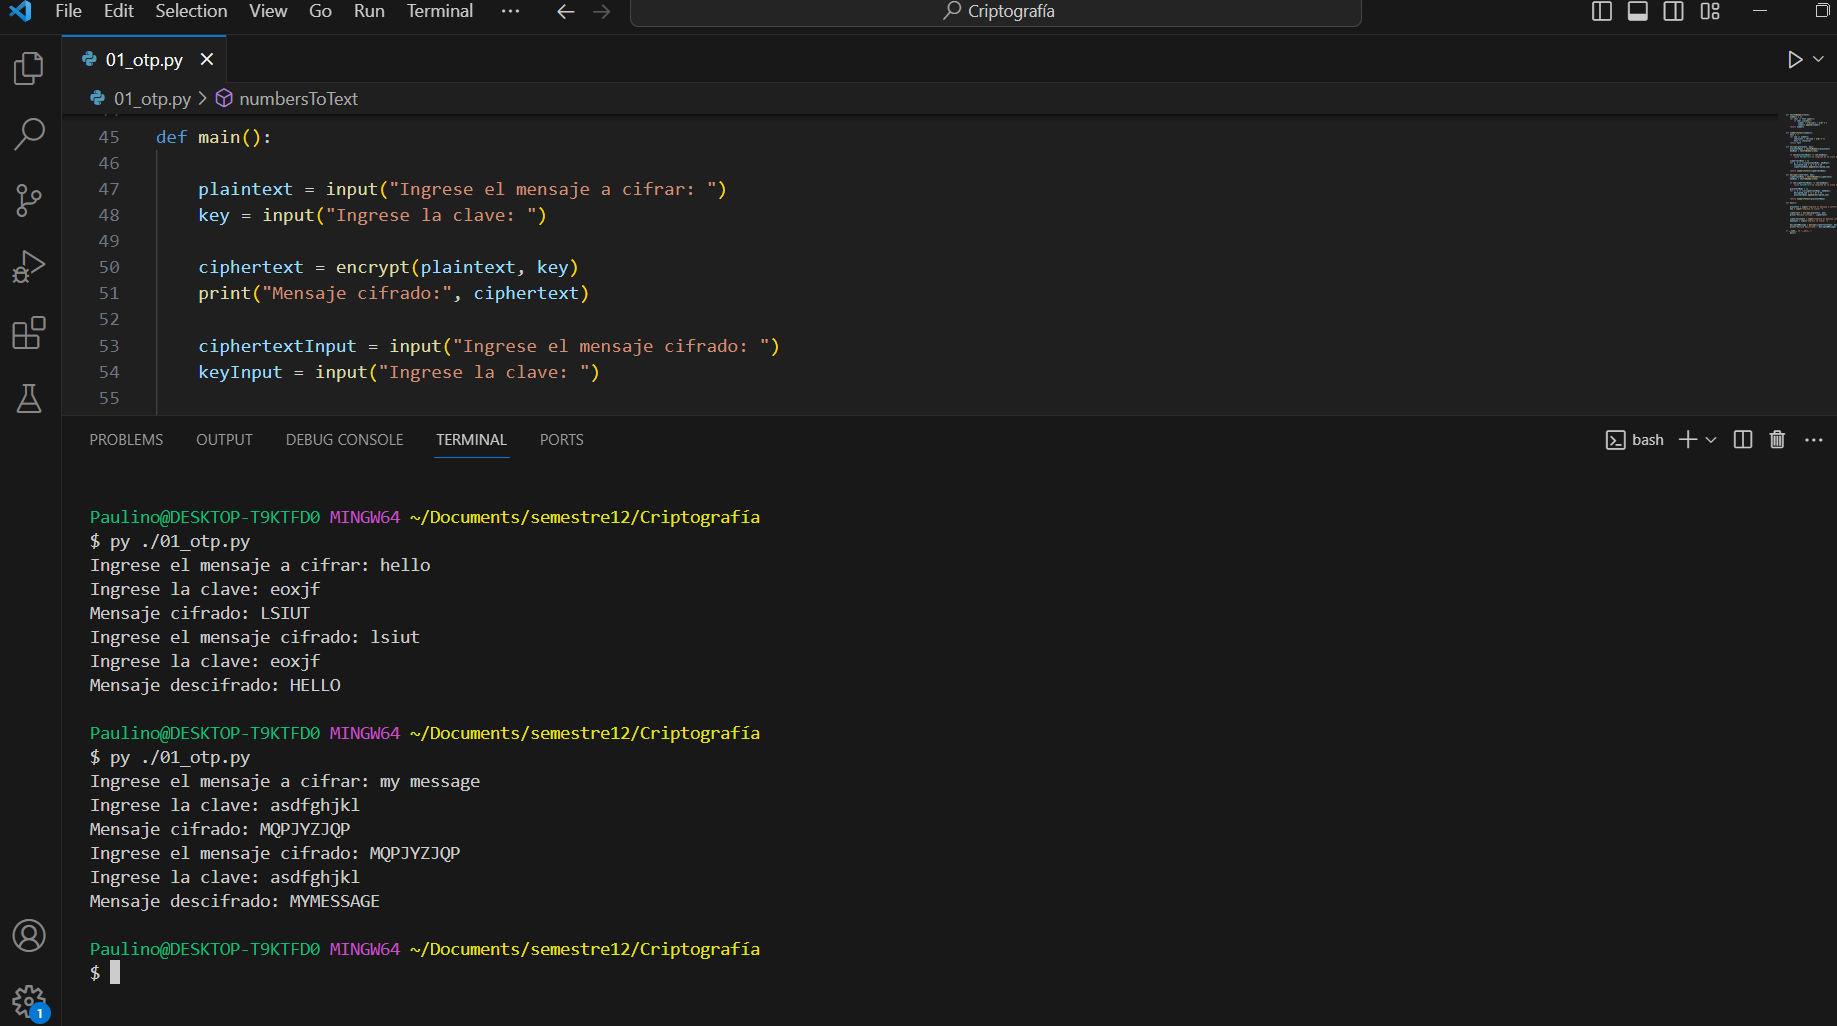 File Edit Selection View Go Run Terminal ··· Criptografía
01_otp.py
01_otp.py > numbersToText
45 def main():
46
47 plaintext = input("Ingrese el mensaje a cifrar: ")
48 key = input("Ingrese la clave: ")
49
50 ciphertext = encrypt(plaintext, key)
51 print("Mensaje cifrado:", ciphertext)
52
53 ciphertextInput = input("Ingrese el mensaje cifrado: ")
54 keyInput = input("Ingrese la clave: ")
55
PROBLEMS OUTPUT DEBUG CONSOLE TERMINAL PORTS bash
Paulino@DESKTOP-T9KTFD0 MINGW64 ~/Documents/semestre12/Criptografía
$ py ./01_otp.py
Ingrese el mensaje a cifrar: hello
Ingrese la clave: eoxjf
Mensaje cifrado: LSIUT
Ingrese el mensaje cifrado: lsiut
Ingrese la clave: eoxjf
Mensaje descifrado: HELLO
Paulino@DESKTOP-T9KTFD0 MINGW64 ~/Documents/semestre12/Criptografía
$ py ./01_otp.py
Ingrese el mensaje a cifrar: my message
Ingrese la clave: asdfghjkl
Mensaje cifrado: MQPJYZJQP
Ingrese el mensaje cifrado: MQPJYZJQP
Ingrese la clave: asdfghjkl
Mensaje descifrado: MYMESSAGE
Paulino@DESKTOP-T9KTFD0 MINGW64 ~/Documents/semestre12/Criptografía
$
1